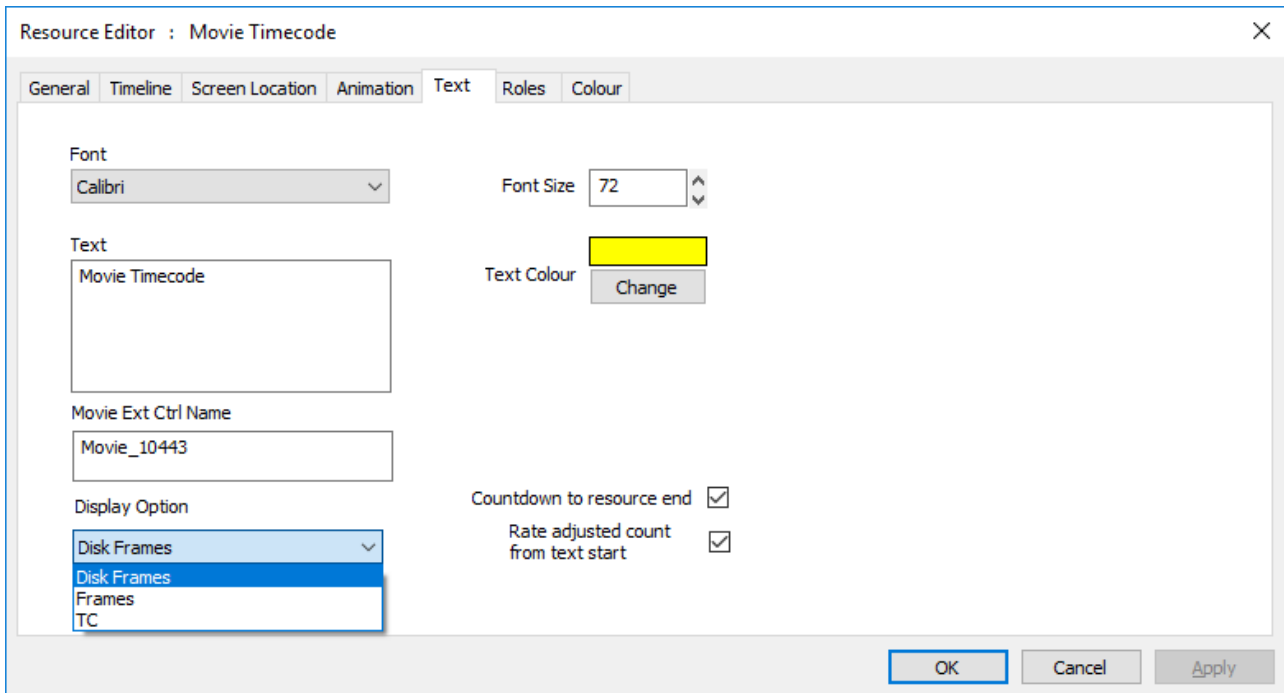 Resource Editor : Movie Timecode
General Timeline Screen Location Animation Text Roles Colour
Font
Calibri
Font Size 72
Text
Movie Timecode
Text Colour
Change
Movie Ext Ctrl Name
Movie_10443
Display Option
Disk Frames
Disk Frames
Frames
TC
Countdown to resource end
Rate adjusted count
from text start
OK Cancel Apply